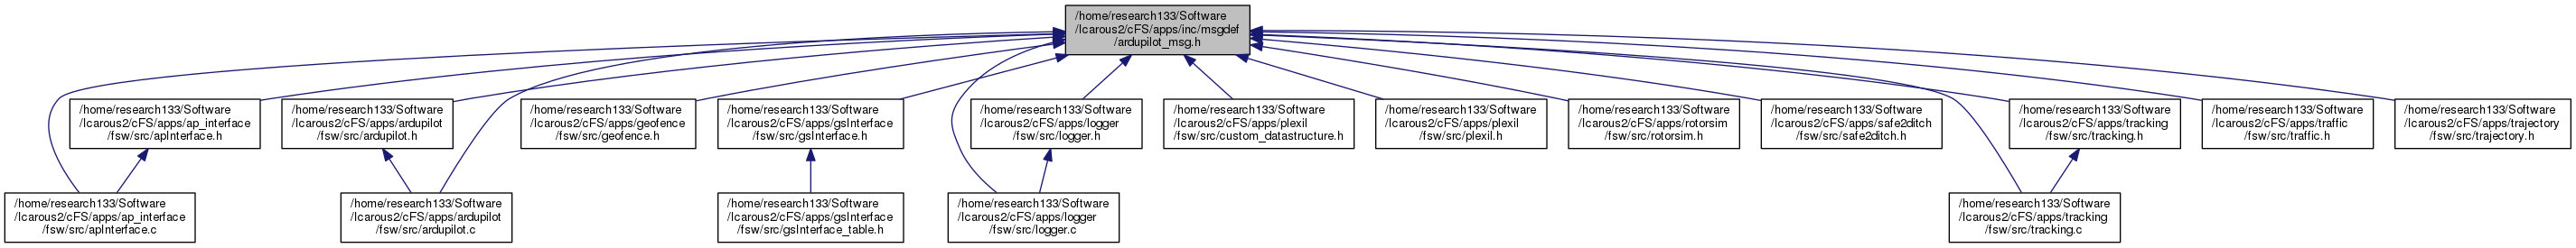 /home/research133/Software
/Icarous2/cFS/apps/inc/msgdef
/ardupilot_msg.h
/home/research133/Software
/Icarous2/cFS/apps/ap_interface
/fsw/src/apInterface.h
/home/research133/Software
/Icarous2/cFS/apps/ardupilot
/fsw/src/ardupilot.h
/home/research133/Software
/Icarous2/cFS/apps/geofence
/fsw/src/geofence.h
/home/research133/Software
/Icarous2/cFS/apps/gsInterface
/fsw/src/gsInterface.h
/home/research133/Software
/Icarous2/cFS/apps/logger
/fsw/src/logger.h
/home/research133/Software
/Icarous2/cFS/apps/plexil
/fsw/src/custom_datastructure.h
/home/research133/Software
/Icarous2/cFS/apps/plexil
/fsw/src/plexil.h
/home/research133/Software
/Icarous2/cFS/apps/rotorsim
/fsw/src/rotorsim.h
/home/research133/Software
/Icarous2/cFS/apps/safe2ditch
/fsw/src/safe2ditch.h
/home/research133/Software
/Icarous2/cFS/apps/tracking
/fsw/src/tracking.h
/home/research133/Software
/Icarous2/cFS/apps/traffic
/fsw/src/traffic.h
/home/research133/Software
/Icarous2/cFS/apps/trajectory
/fsw/src/trajectory.h
/home/research133/Software
/Icarous2/cFS/apps/ap_interface
/fsw/src/apInterface.c
/home/research133/Software
/Icarous2/cFS/apps/ardupilot
/fsw/src/ardupilot.c
/home/research133/Software
/Icarous2/cFS/apps/gsInterface
/fsw/src/gsInterface_table.h
/home/research133/Software
/Icarous2/cFS/apps/logger
/fsw/src/logger.c
/home/research133/Software
/Icarous2/cFS/apps/tracking
/fsw/src/tracking.c